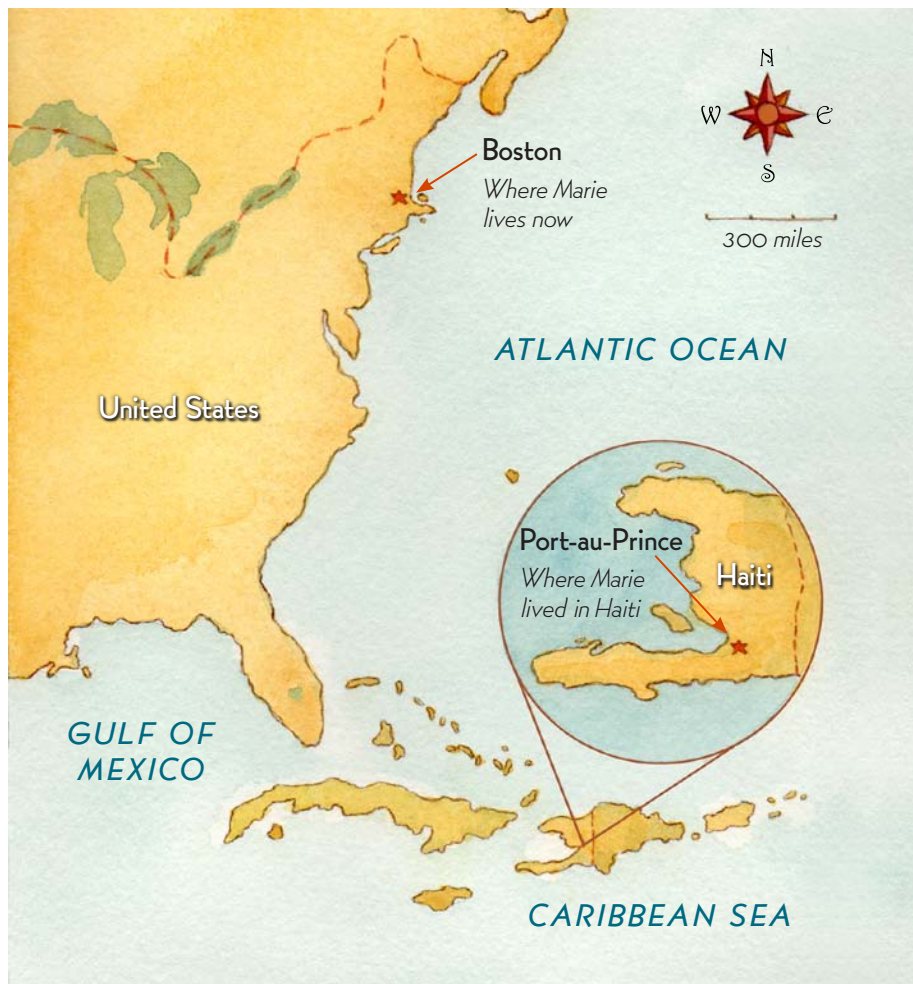 N
W
E
S
300 miles
Boston
Where Marie
lives now
ATLANTIC OCEAN
United States
Port-au-Prince
Where Marie
lived in Haiti
Haiti
GULF OF
MEXICO
CARIBBEAN SEA